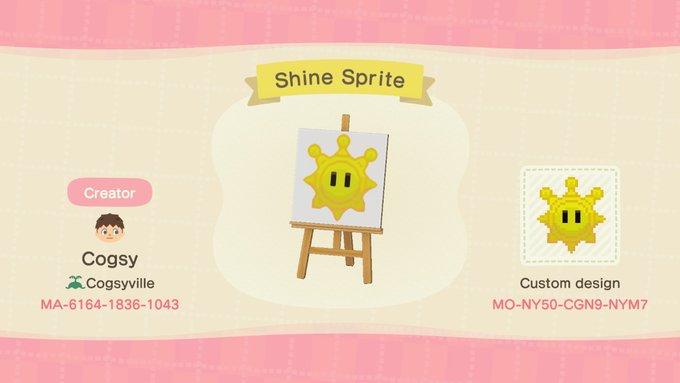 Shine Sprite
Creator
Cogsy
Cogsyville
MA-6164-1836-1043
Custom design
MO-NY50-CGN9-NYM7